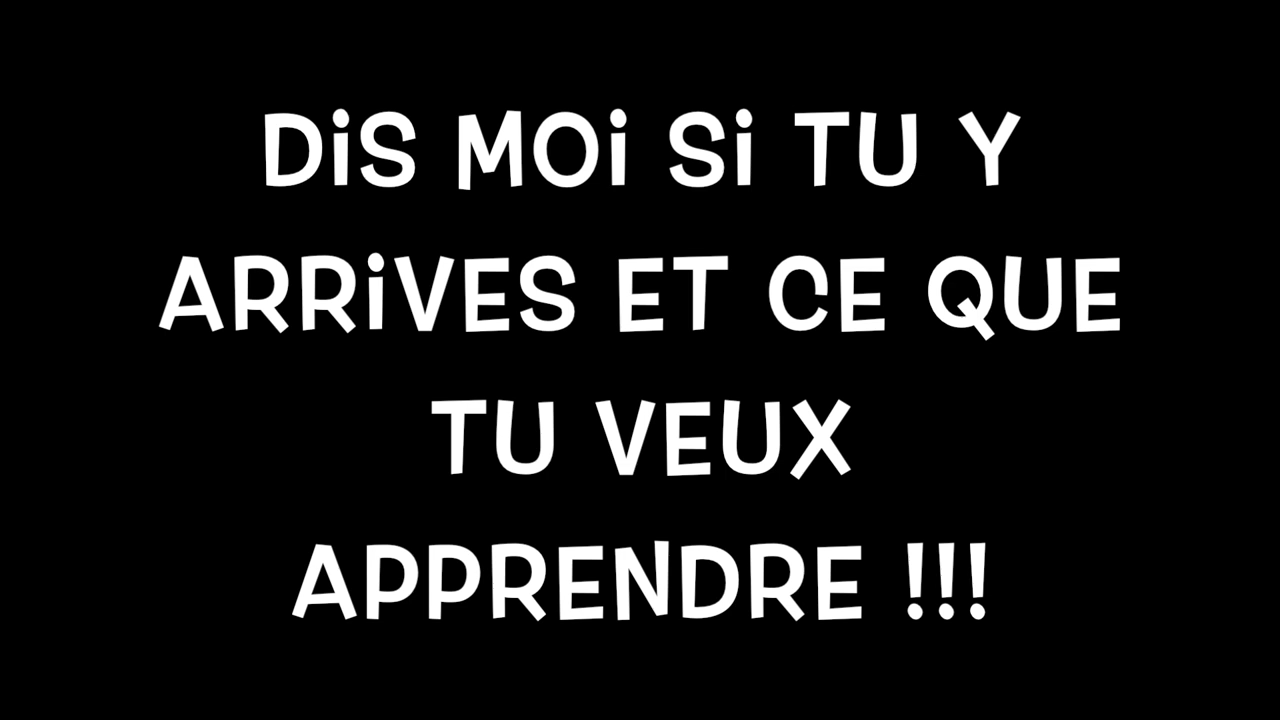 DiS MOi Si TU Y
ARRiVES ET CE QUE
TU VEUX
APPRENDRE !!!